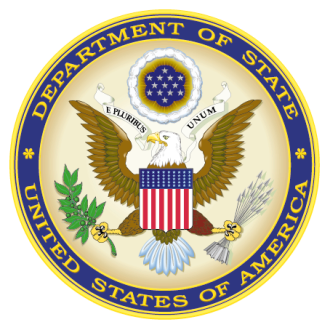 DEPARTMENT OF STATE
E PLURIBUS UNUM
UNITED STATES OF AMERICA